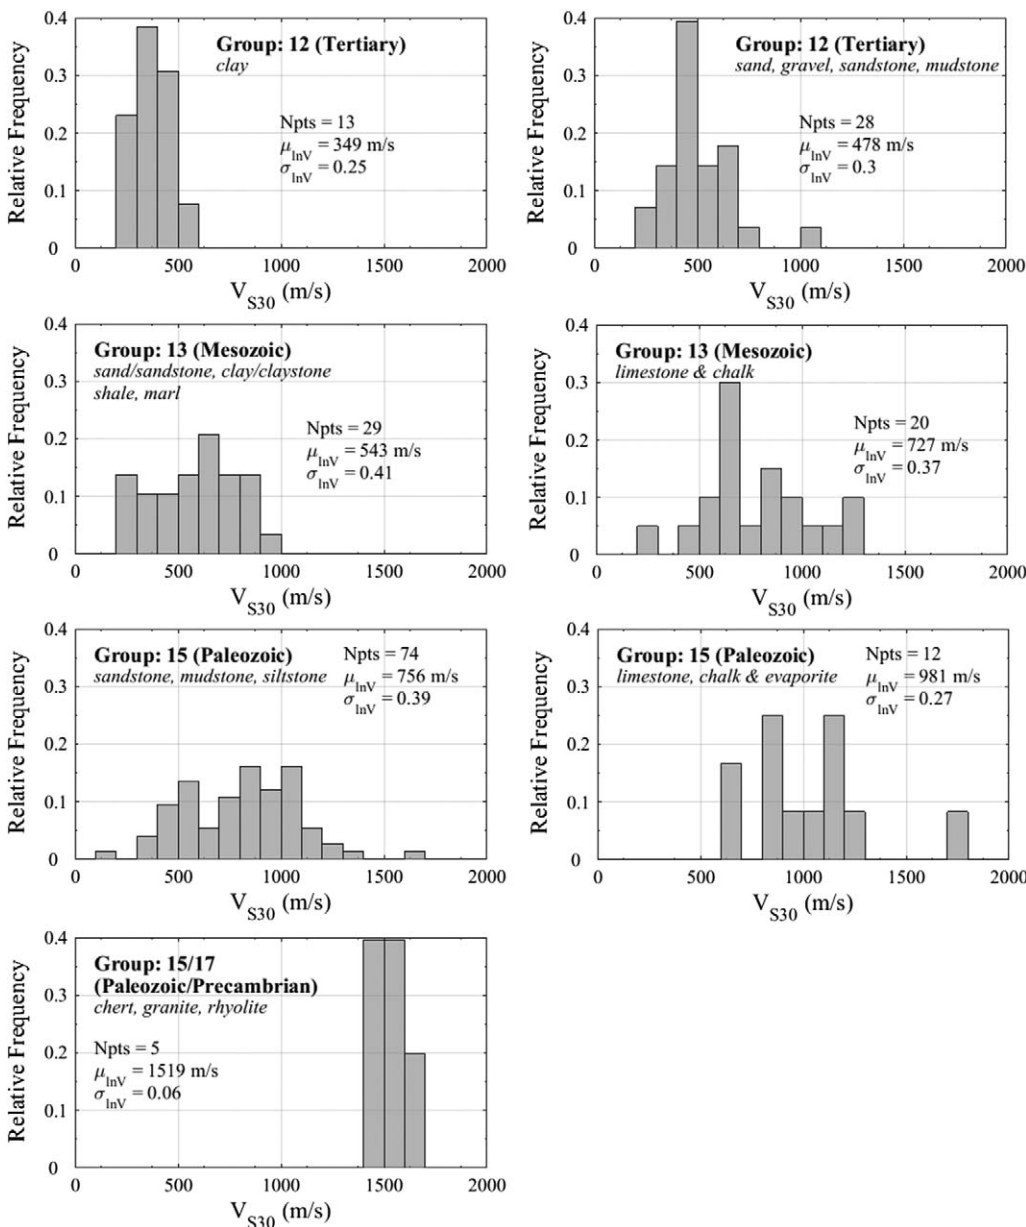 Relative Frequency
0.4
0.3
0.2
0.1
0
Group: 12 (Tertiary)
clay
Npts = 13
μlnV = 349 m/s
σlnV = 0.25
0 500 1000 1500 2000
VS30 (m/s)
Relative Frequency
0.4
0.3
0.2
0.1
0
Group: 12 (Tertiary)
sand, gravel, sandstone, mudstone
Npts = 28
μlnV = 478 m/s
σlnV = 0.3
0 500 1000 1500 2000
VS30 (m/s)
Relative Frequency
0.4
0.3
0.2
0.1
0
Group: 13 (Mesozoic)
sand/sandstone, clay/claystone
shale, marl
Npts = 29
μlnV = 543 m/s
σlnV = 0.41
0 500 1000 1500 2000
VS30 (m/s)
Relative Frequency
0.4
0.3
0.2
0.1
0
Group: 13 (Mesozoic)
limestone & chalk
Npts = 20
μlnV = 727 m/s
σlnV = 0.37
0 500 1000 1500 2000
VS30 (m/s)
Relative Frequency
0.4
0.3
0.2
0.1
0
Group: 15 (Paleozoic)
sandstone, mudstone, siltstone
Npts = 74
μlnV = 756 m/s
σlnV = 0.39
0 500 1000 1500 2000
VS30 (m/s)
Relative Frequency
0.4
0.3
0.2
0.1
0
Group: 15 (Paleozoic)
limestone, chalk & evaporite
Npts = 12
μlnV = 981 m/s
σlnV = 0.27
0 500 1000 1500 2000
VS30 (m/s)
Relative Frequency
0.4
0.3
0.2
0.1
0
Group: 15/17
(Paleozoic/Precambrian)
chert, granite, rhyolite
Npts = 5
μlnV = 1519 m/s
σlnV = 0.06
0 500 1000 1500 2000
VS30 (m/s)